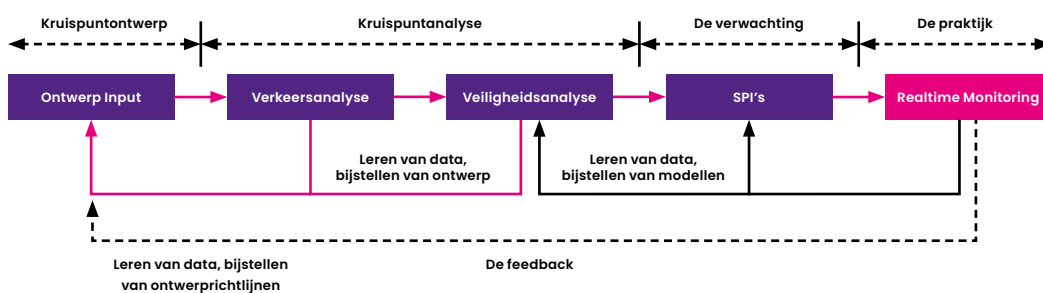 Kruispuntontwerp
Kruispuntanalyse
De verwachting
De praktijk
Ontwerp Input
Verkeersanalyse
Veiligheidsanalyse
SPI's
Realtime Monitoring
Leren van data,
bijstellen van ontwerp
Leren van data,
bijstellen van modellen
Leren van data, bijstellen
van ontwerprichtlijnen
De feedback